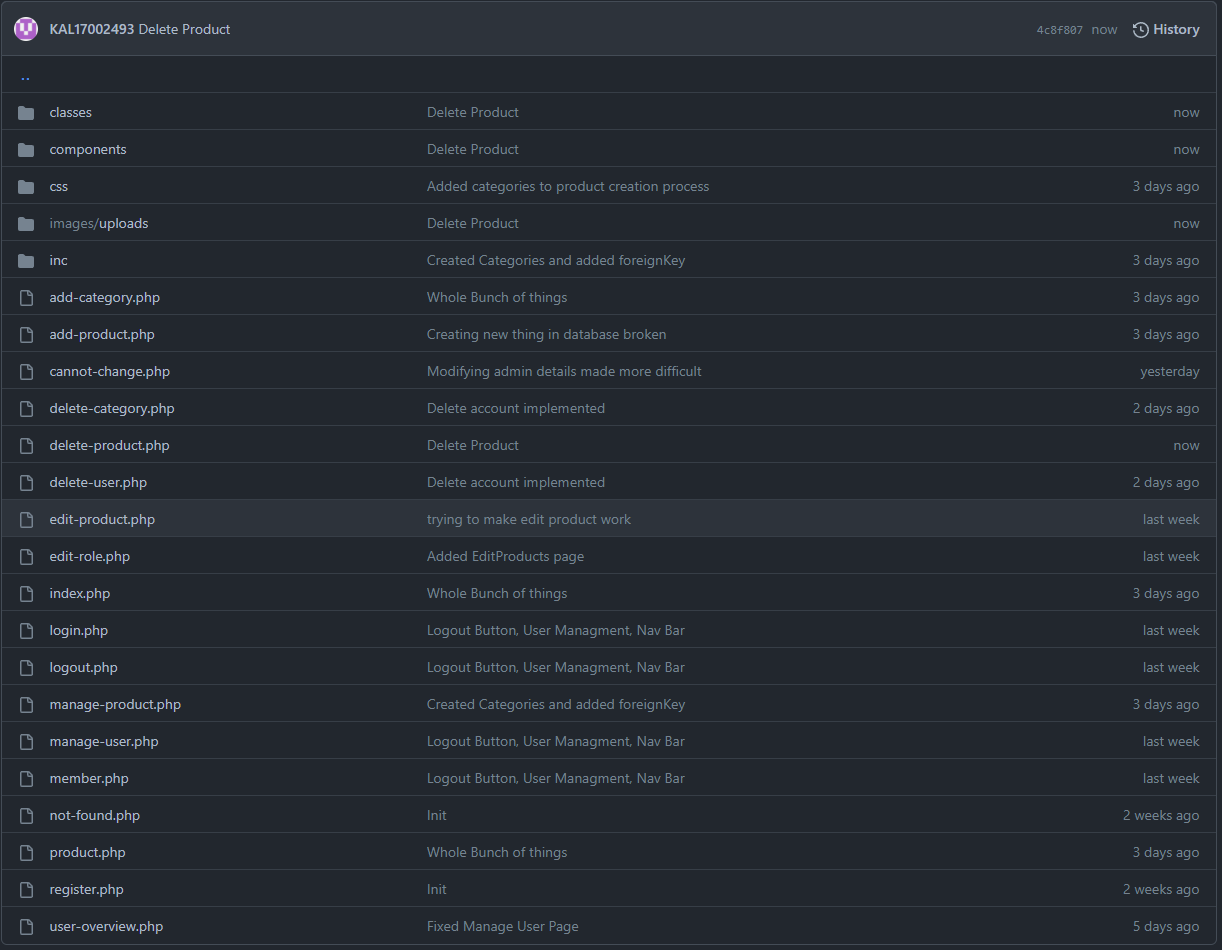 KAL17002493 Delete Product 4c8f807 now History
..
classes Delete Product now
components Delete Product now
css Added categories to product creation process 3 days ago
images/uploads Delete Product now
inc Created Categories and added foreignKey 3 days ago
add-category.php Whole Bunch of things 3 days ago
add-product.php Creating new thing in database broken 3 days ago
cannot-change.php Modifying admin details made more difficult yesterday
delete-category.php Delete account implemented 2 days ago
delete-product.php Delete Product now
delete-user.php Delete account implemented 2 days ago
edit-product.php trying to make edit product work last week
edit-role.php Added EditProducts page last week
index.php Whole Bunch of things 3 days ago
login.php Logout Button, User Managment, Nav Bar last week
logout.php Logout Button, User Managment, Nav Bar last week
manage-product.php Created Categories and added foreignKey 3 days ago
manage-user.php Logout Button, User Managment, Nav Bar last week
member.php Logout Button, User Managment, Nav Bar last week
not-found.php Init 2 weeks ago
product.php Whole Bunch of things 3 days ago
register.php Init 2 weeks ago
user-overview.php Fixed Manage User Page 5 days ago